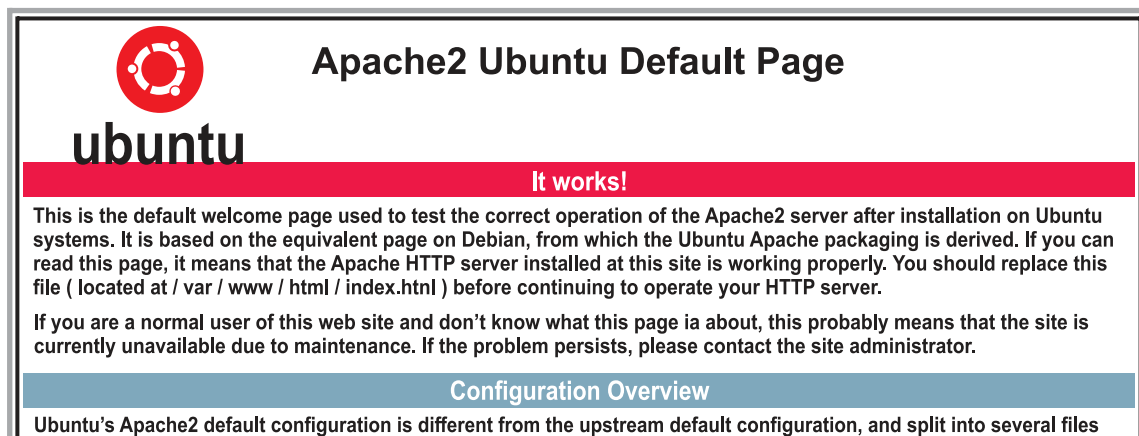 Apache2 Ubuntu Default Page
ubuntu
It works!
This is the default welcome page used to test the correct operation of the Apache2 server after installation on Ubuntu
systems. It is based on the equivalent page on Debian, from which the Ubuntu Apache packaging is derived. If you can
read this page, it means that the Apache HTTP server installed at this site is working properly. You should replace this
file ( located at / var / www / html / index.htnl ) before continuing to operate your HTTP server.
If you are a normal user of this web site and don’t know what this page ia about, this probably means that the site is
currently unavailable due to maintenance. If the problem persists, please contact the site administrator.
Configuration Overview
Ubuntu’s Apache2 default configuration is different from the upstream default configuration, and split into several files